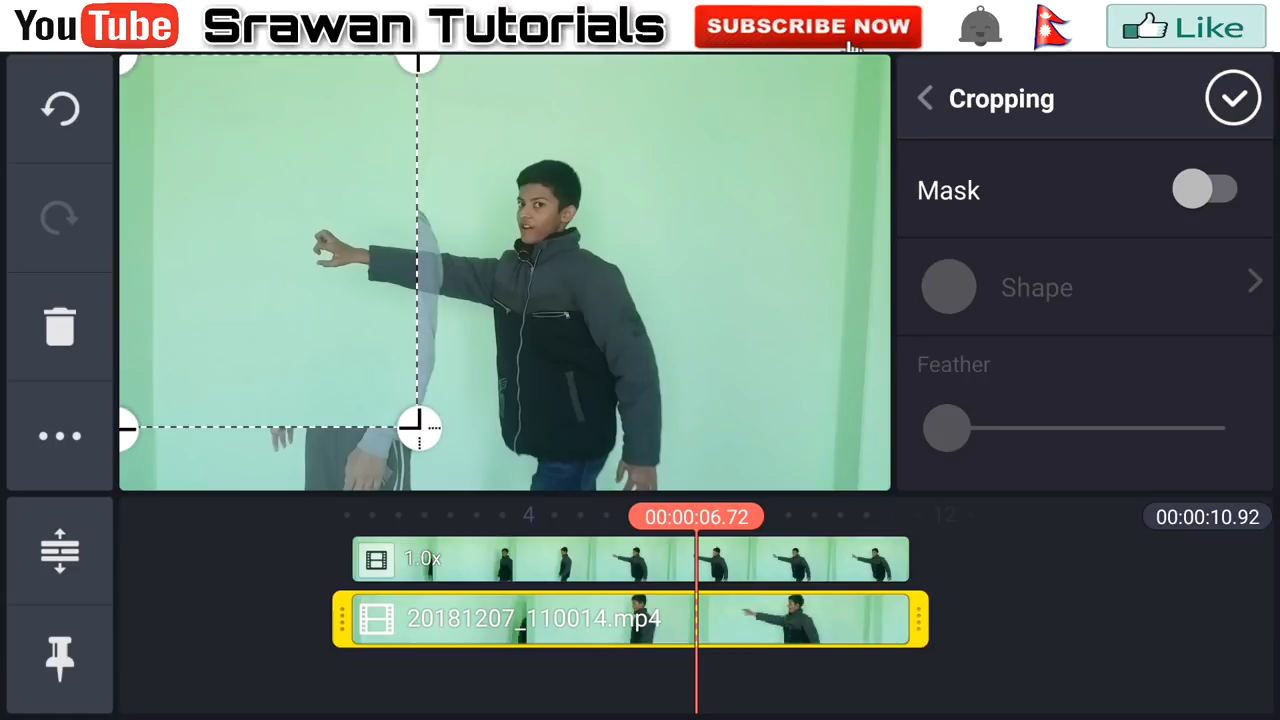 YouTube Srawan Tutorials SUBSCRIBE NOW Like
Cropping
Mask
Shape
Feather
4 00:00:06.72 12 00:00:10.92
1.0x
20181207_110014.mp4